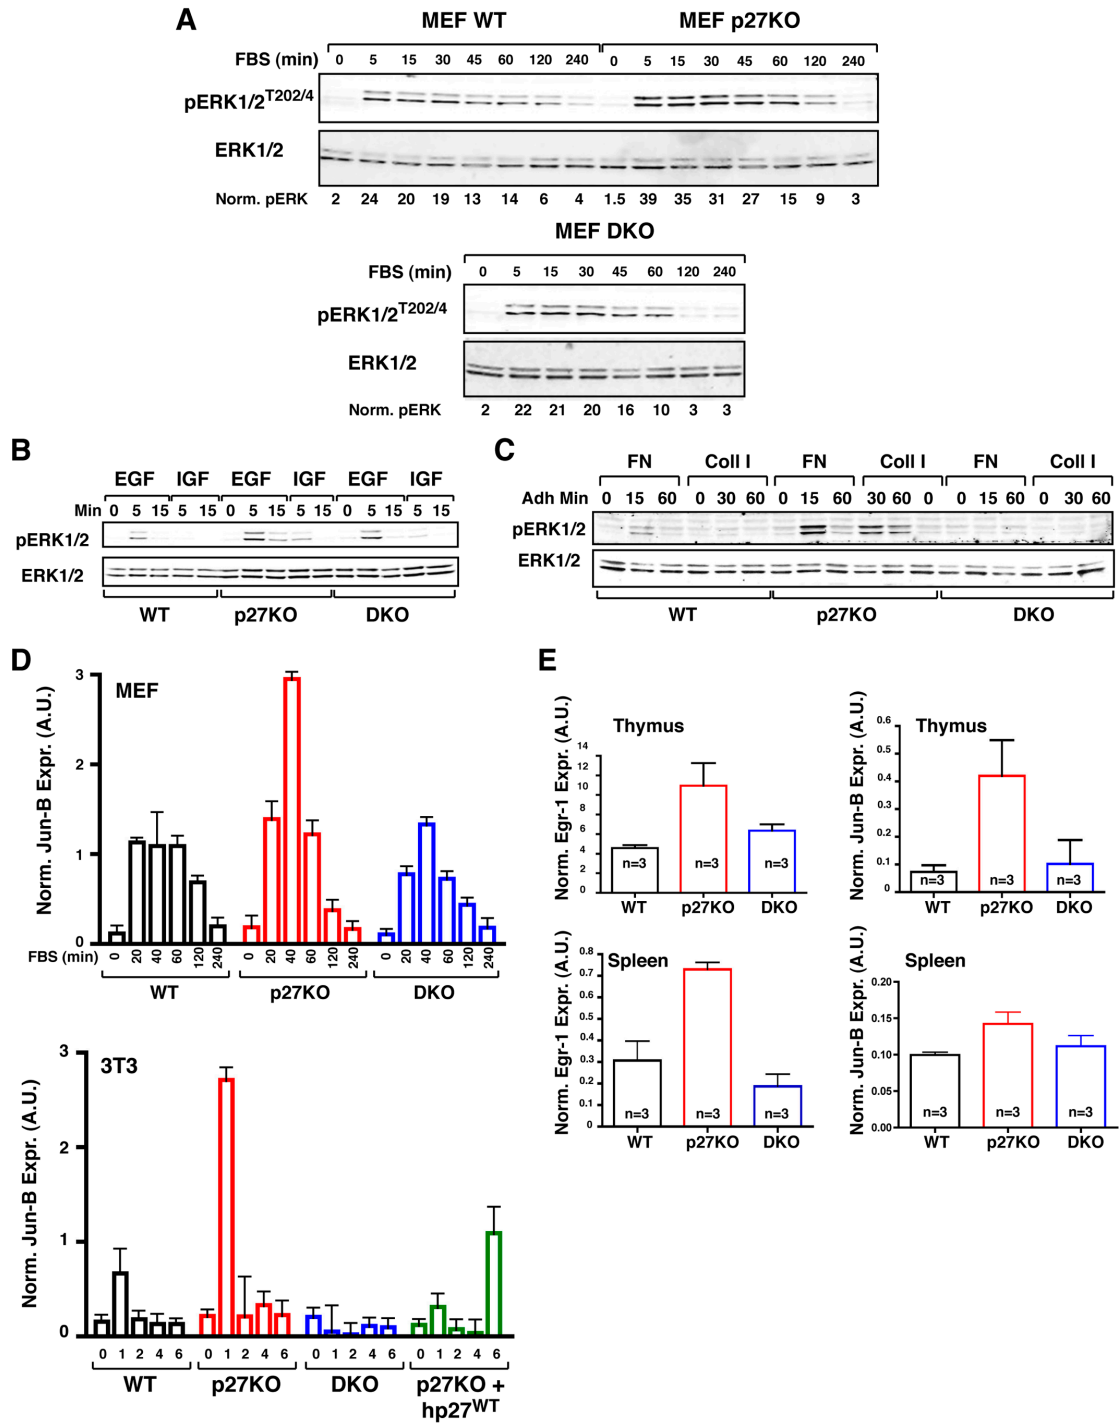 A
MEF WT MEF p27KO
FBS (min) 0 5 15 30 45 60 120 240 0 5 15 30 45 60 120 240
pERK1/2T202/4
ERK1/2
Norm. pERK 2 24 20 19 13 14 6 4 1.5 39 35 31 27 15 9 3
MEF DKO
FBS (min) 0 5 15 30 45 60 120 240
pERK1/2T202/4
ERK1/2
Norm. pERK 2 22 21 20 16 10 3 3
B
EGF IGF EGF IGF EGF IGF
Min 0 5 15 5 15 0 5 15 5 15 0 5 15 5 15
pERK1/2
ERK1/2
WT p27KO DKO
C
FN Coll I FN Coll I FN Coll I
Adh Min 0 15 60 0 30 60 0 15 60 30 60 0 0 15 60 0 30 60
pERK1/2
ERK1/2
WT p27KO DKO
D
MEF
Norm. Jun-B Expr. (A.U.)
3
2
1
0
FBS (min) 0 20 40 60 120 240 0 20 40 60 120 240 0 20 40 60 120 240
WT p27KO DKO
3T3
Norm. Jun-B Expr. (A.U.)
3
2
1
0
0 1 2 4 6 0 1 2 4 6 0 1 2 4 6 0 1 2 4 6
WT p27KO DKO p27KO +
hp27WT
E
Thymus
Norm. Egr-1 Expr. (A.U.)
14
12
10
8
6
4
2
0
n=3 n=3 n=3
WT p27KO DKO
Thymus
Norm. Jun-B Expr. (A.U.)
0.6
0.5
0.4
0.3
0.2
0.1
0
n=3 n=3 n=3
WT p27KO DKO
Spleen
Norm. Egr-1 Expr. (A.U.)
0.8
0.7
0.6
0.5
0.4
0.3
0.2
0.1
0
n=3 n=3 n=3
WT p27KO DKO
Spleen
Norm. Jun-B Expr. (A.U.)
0.20
0.15
0.10
0.05
0.00
n=3 n=3 n=3
WT p27KO DKO